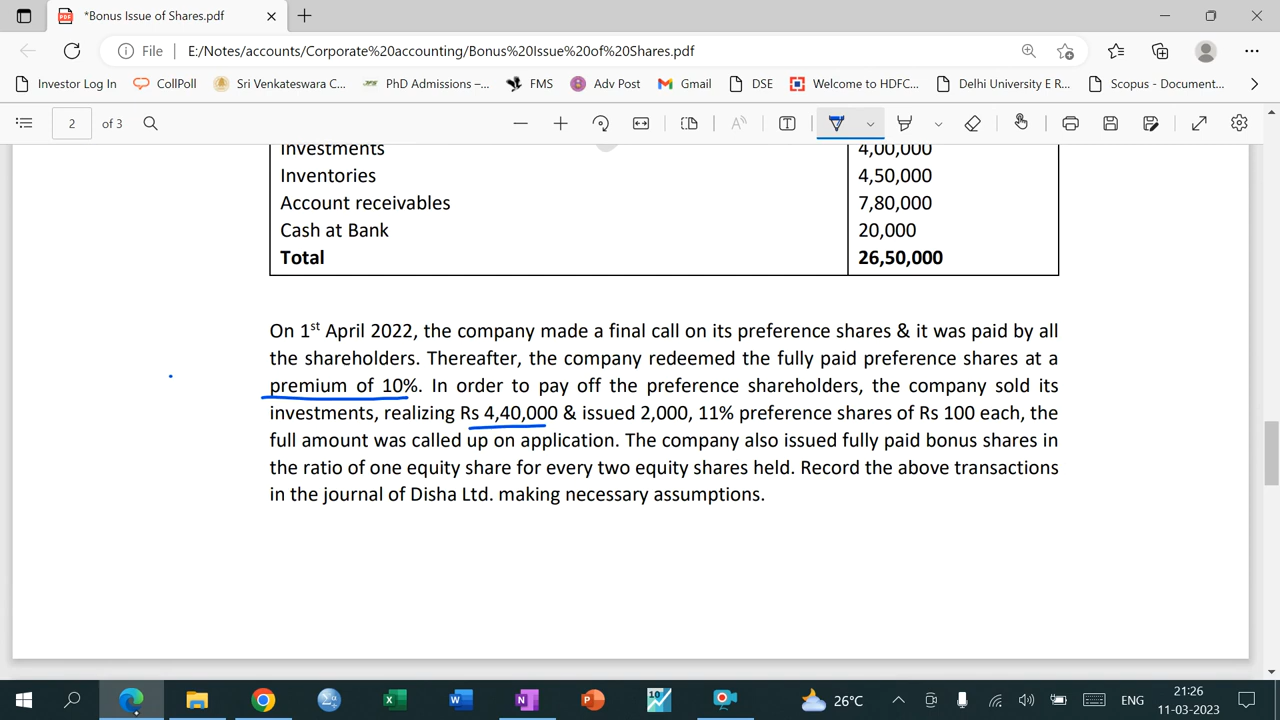 *Bonus Issue of Shares.pdf
File E:/Notes/accounts/Corporate%20accounting/Bonus%20Issue%20of%20Shares.pdf
Investor Log In CollPoll Sri Venkateswara C... PhD Admissions –... FMS Adv Post Gmail DSE Welcome to HDFC... Delhi University E R... Scopus - Document...
2 of 3
Investments 4,00,000
Inventories 4,50,000
Account receivables 7,80,000
Cash at Bank 20,000
Total 26,50,000
On 1st April 2022, the company made a final call on its preference shares & it was paid by all
the shareholders. Thereafter, the company redeemed the fully paid preference shares at a
premium of 10%. In order to pay off the preference shareholders, the company sold its
investments, realizing Rs 4,40,000 & issued 2,000, 11% preference shares of Rs 100 each, the
full amount was called up on application. The company also issued fully paid bonus shares in
the ratio of one equity share for every two equity shares held. Record the above transactions
in the journal of Disha Ltd. making necessary assumptions.
26°C ENG 21:26
11-03-2023